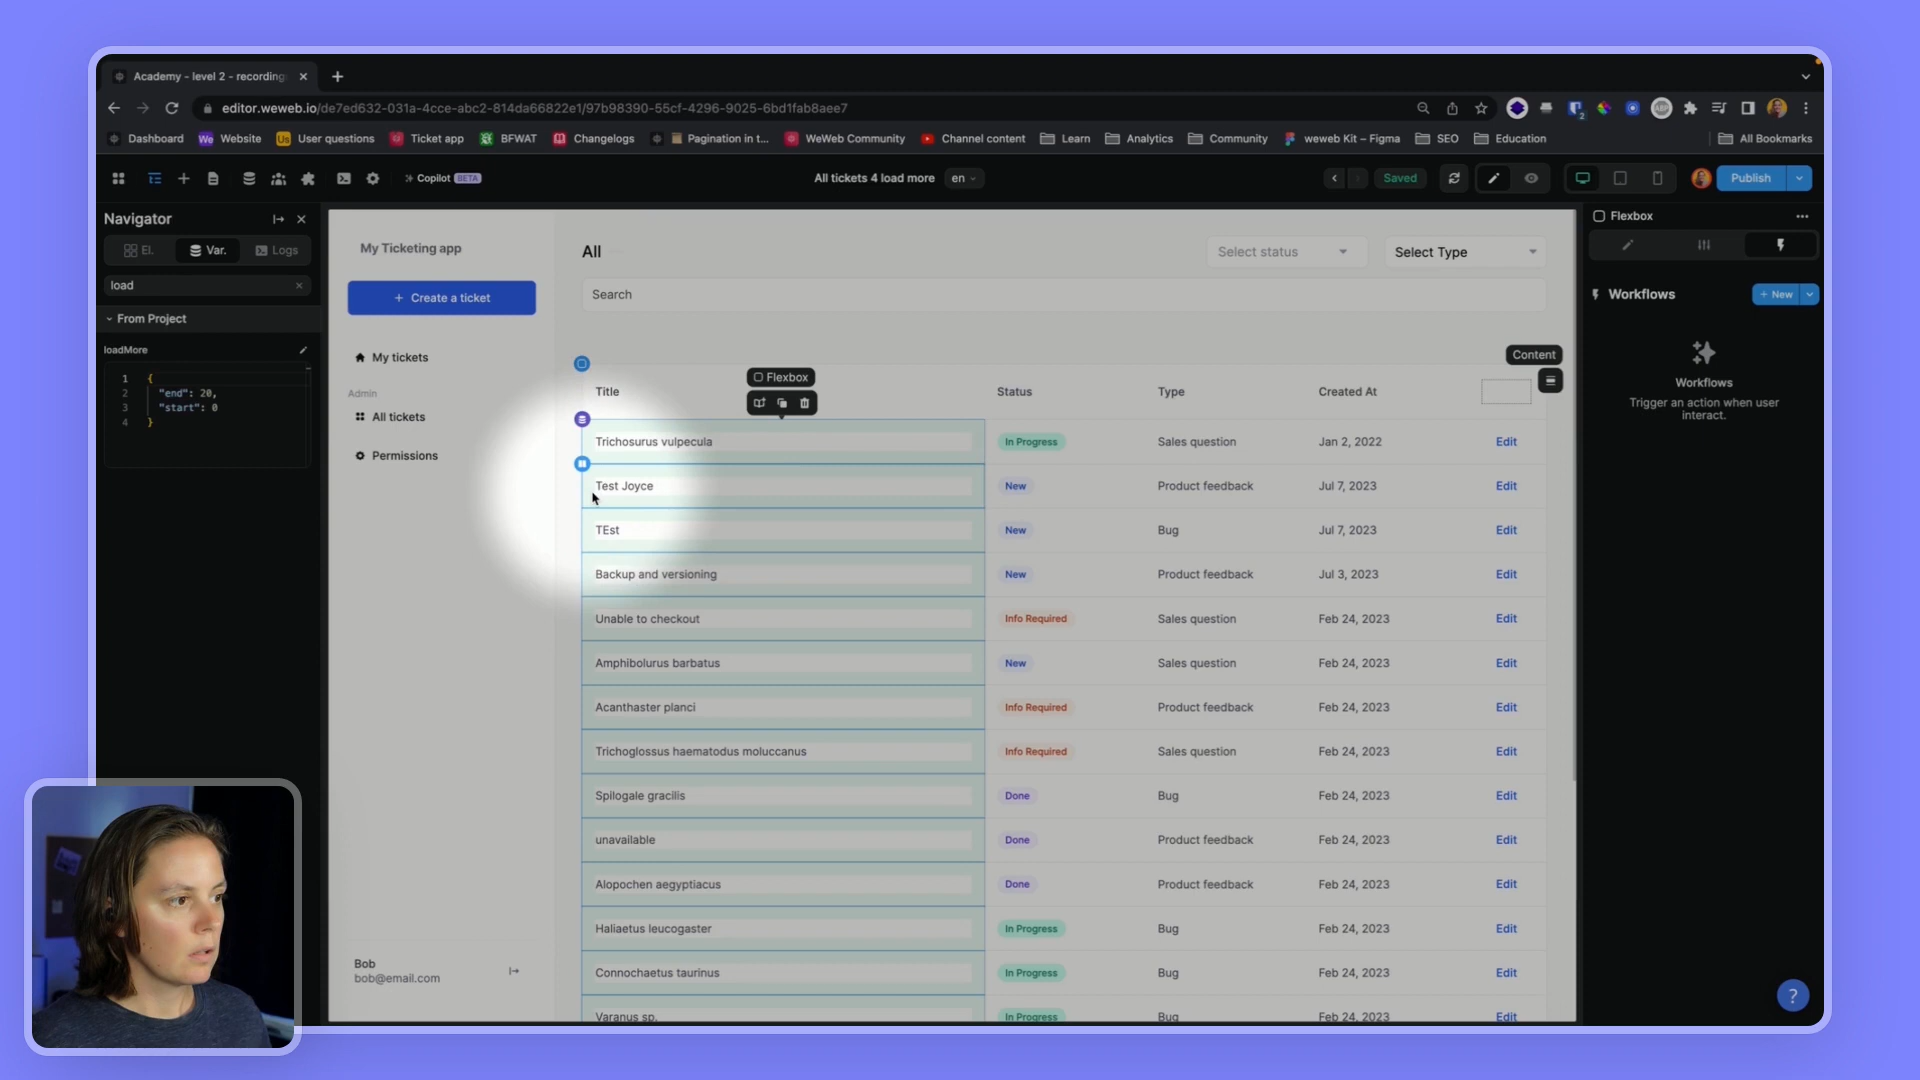 Academy - level 2 - recording
editor.weweb.io/de7ed632-031a-4cce-abc2-814da66822e1/97b98390-55cf-4296-9025-6bd1fab8aee7
Dashboard We Website Us User questions Ticket app BFWAT Changelogs Pagination in t... WeWeb Community Channel content Learn Analytics Community weweb Kit – Figma SEO Education All Bookmarks
Copilot BETA All tickets 4 load more en Saved Publish
Navigator
El. Var. Logs
load
From Project
loadMore
1 {
2 "end": 20,
3 "start": 0
4 }
My Ticketing app
+ Create a ticket
My tickets
Admin
All tickets
Permissions
Bob
bob@email.com
All Select status Select Type
Search
Content
Flexbox
Title Status Type Created At
Trichosurus vulpecula In Progress Sales question Jan 2, 2022 Edit
Test Joyce New Product feedback Jul 7, 2023 Edit
TEst New Bug Jul 7, 2023 Edit
Backup and versioning New Product feedback Jul 3, 2023 Edit
Unable to checkout Info Required Sales question Feb 24, 2023 Edit
Amphibolurus barbatus New Sales question Feb 24, 2023 Edit
Acanthaster planci Info Required Product feedback Feb 24, 2023 Edit
Trichoglossus haematodus moluccanus Info Required Sales question Feb 24, 2023 Edit
Spilogale gracilis Done Bug Feb 24, 2023 Edit
unavailable Done Product feedback Feb 24, 2023 Edit
Alopochen aegyptiacus Done Product feedback Feb 24, 2023 Edit
Haliaetus leucogaster In Progress Bug Feb 24, 2023 Edit
Connochaetus taurinus In Progress Bug Feb 24, 2023 Edit
Varanus sp. In Progress Bug Feb 24, 2023 Edit
Flexbox
Workflows + New
Workflows
Trigger an action when user
interact.
?